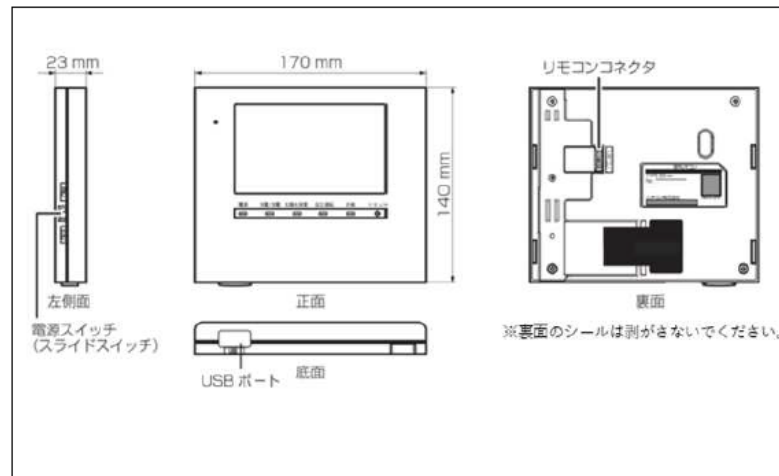 23 mm
170 mm
140 mm
リモコンコネクタ
左側面
正面
裏面
電源スイッチ
(スライドスイッチ)
※裏面のシールは剥がさないでください。
USB ポート
底面